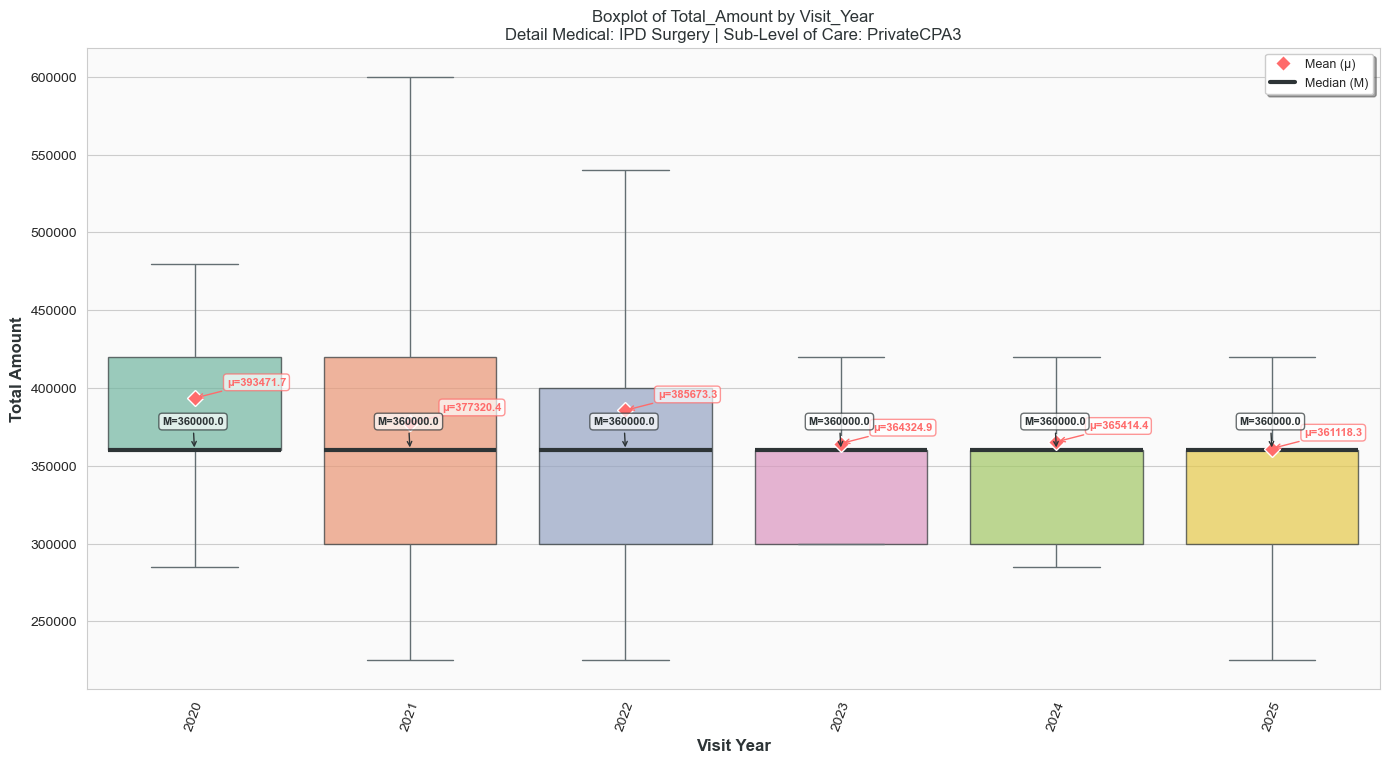 Boxplot of Total_Amount by Visit_Year
Detail Medical: IPD Surgery | Sub-Level of Care: PrivateCPA3
Mean (μ)
Median (M)
Total Amount
600000
550000
500000
450000
400000
350000
300000
250000
μ=393471.7
M=360000.0
μ=377320.4
M=360000.0
μ=385673.3
M=360000.0
μ=364324.9
M=360000.0
μ=365414.4
M=360000.0
μ=361118.3
M=360000.0
2020
2021
2022
2023
2024
2025
Visit Year